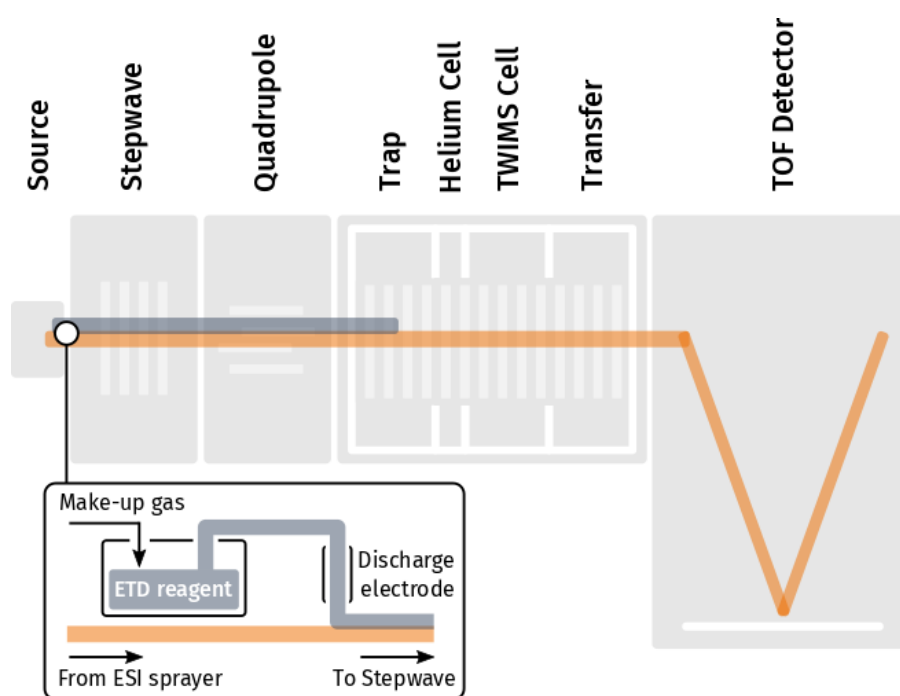 Source
Stepwave
Quadrupole
Trap
Helium Cell
TWIMS Cell
Transfer
TOF Detector
Make-up gas
ETD reagent
Discharge
electrode
From ESI sprayer
To Stepwave